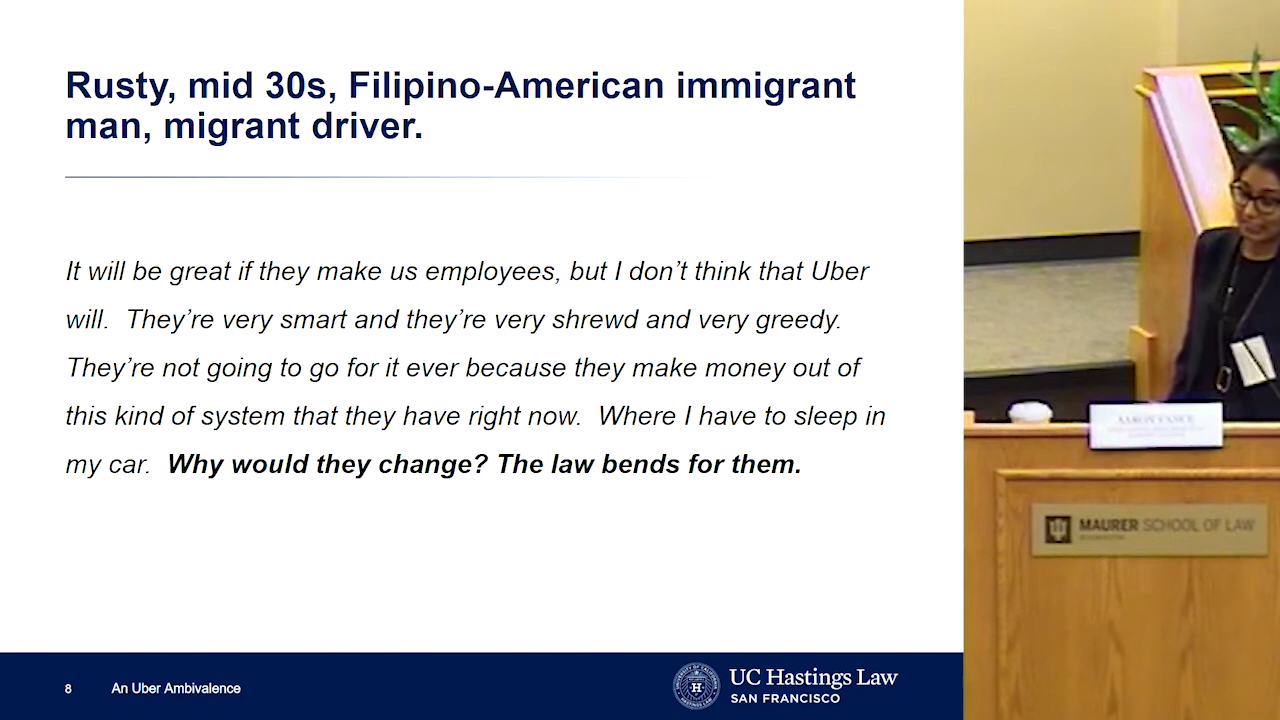 Rusty, mid 30s, Filipino-American immigrant
man, migrant driver.
It will be great if they make us employees, but I don’t think that Uber
will.  They’re very smart and they’re very shrewd and very greedy.
They’re not going to go for it ever because they make money out of
this kind of system that they have right now.  Where I have to sleep in
my car.  Why would they change? The law bends for them.
8 An Uber Ambivalence
UC Hastings Law
SAN FRANCISCO
MAURER SCHOOL OF LAW